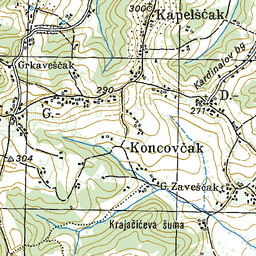 300
Kapelščak
Kardinalov bg
Grkaveščak
290
D.-
G.-
271
304
Koncovčak
G. Zaveščak
Krajačićeva šuma